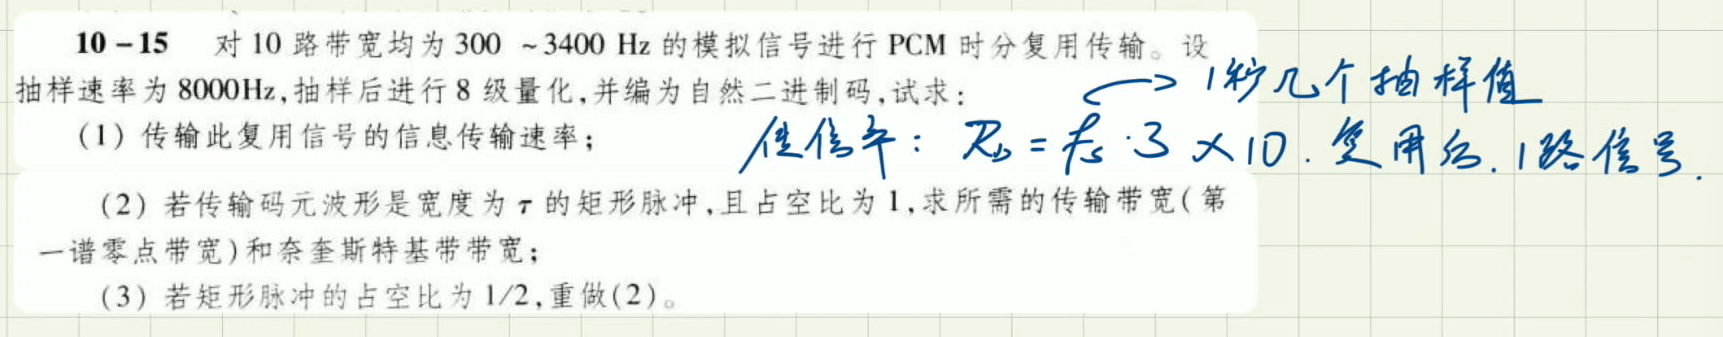 10-15 对 10 路带宽均为 300 ~3400 Hz 的模拟信号进行 PCM 时分复用传输。设
抽样速率为 8000Hz,抽样后进行 8 级量化,并编为自然二进制码,试求:
→ 1秒几个抽样值
(1) 传输此复用信号的信息传输速率;
传信率: Rb = fs·3 ×10. 复用后.1路信号.
(2) 若传输码元波形是宽度为 τ 的矩形脉冲,且占空比为 1,求所需的传输带宽(第
一谱零点带宽)和奈奎斯特基带带宽;
(3) 若矩形脉冲的占空比为 1/2,重做(2)。